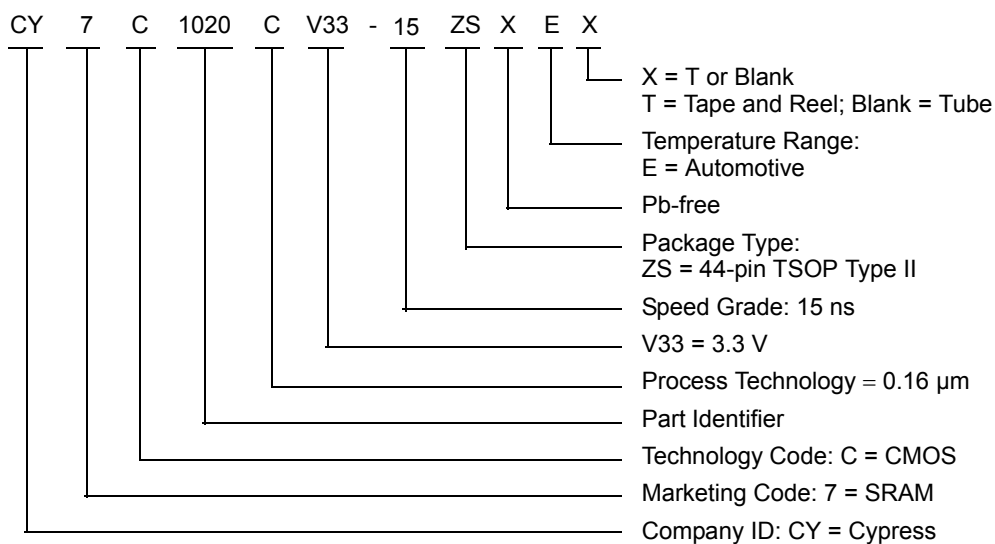 CY 7 C 1020 C V33 - 15 ZS X E X
X = T or Blank
T = Tape and Reel; Blank = Tube
Temperature Range:
E = Automotive
Pb-free
Package Type:
ZS = 44-pin TSOP Type II
Speed Grade: 15 ns
V33 = 3.3 V
Process Technology = 0.16 µm
Part Identifier
Technology Code: C = CMOS
Marketing Code: 7 = SRAM
Company ID: CY = Cypress